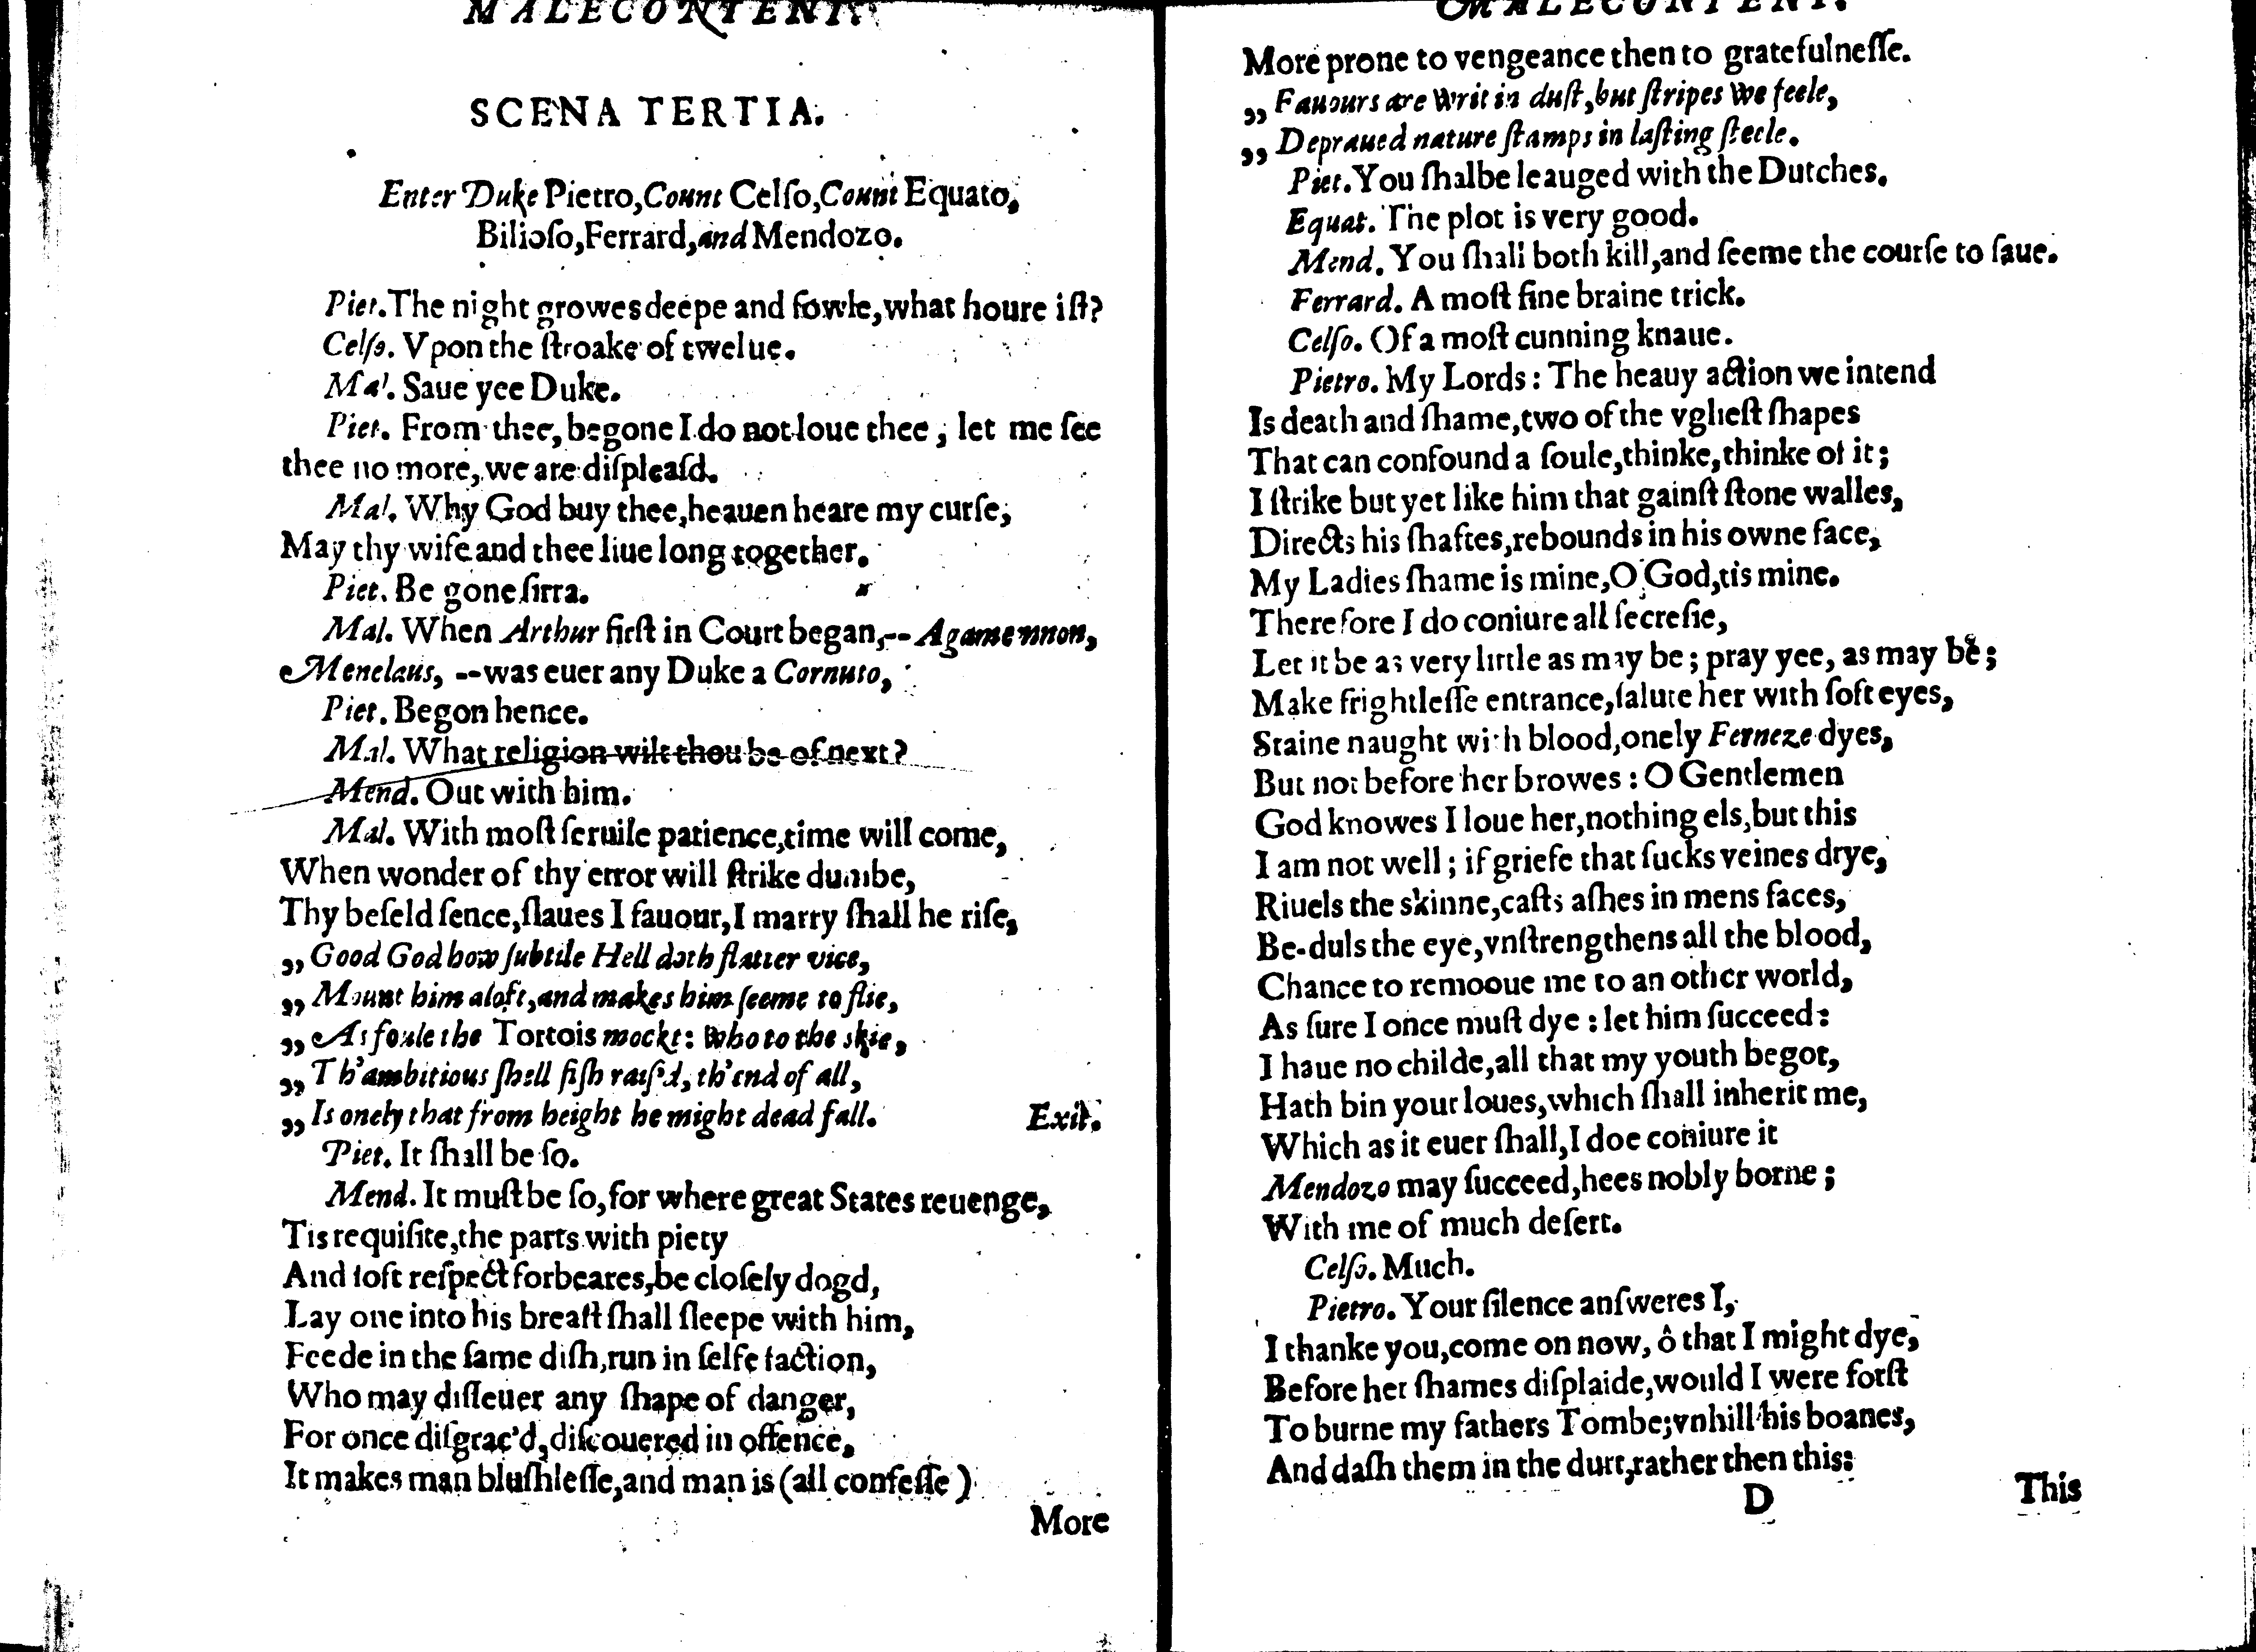 MALECONTENT.
SCENA TERTIA.
Enter Duke Pietro, Count Celſo, Count Equato,
Bilioſo, Ferrard, and Mendozo.
Piet. The night growes deepe and fowle, what houre iſt?
Celſo. Vpon the ſtroake of twelue.
Mal. Saue yee Duke.
Piet. From thee, begone I do not loue thee, let me ſee
thee no more, we are diſpleaſd.
Mal. Why God buy thee, heauen heare my curſe,
May thy wife and thee liue long together.
Piet. Be gone ſirra.
Mal. When Arthur firſt in Court began,-- Agamemnon,
Menelaus, --was euer any Duke a Cornuto,
Piet. Begon hence.
Mal. What religion wilt thou be of next?
Mend. Out with him.
Mal. With moſt ſeruile patience, time will come,
When wonder of thy error will ſtrike dumbe,
Thy beſeld ſence, ſlaues I fauour, I marry ſhall he riſe,
„ Good God how ſubtile Hell doth flatter vice,
„ Mount him aloft, and makes him ſeeme to flie,
„ As foule the Tortois mockt: who to the skie,
„ Th'ambitious ſhell fiſh raiſ'd, th'end of all,
„ Is onely that from height he might dead fall. Exit.
Piet. It ſhall be ſo.
Mend. It muſt be ſo, for where great States reuenge,
Tis requiſite, the parts with piety
And ſoft reſpect forbeares, be cloſely dogd,
Lay one into his breaſt ſhall ſleepe with him,
Feede in the ſame diſh, run in ſelfe faction,
Who may diſſeuer any ſhape of danger,
For once diſgrac'd, diſcouered in offence,
It makes man bluſhleſſe, and man is (all confeſſe)
More
MALECONTENT.
More prone to vengeance then to gratefulneſſe.
„ Fauours are writ in duſt, but ſtripes we feele,
„ Depraued nature ſtamps in laſting ſteele.
Piet. You ſhalbe leauged with the Dutches.
Equat. The plot is very good.
Mend. You ſhall both kill, and ſeeme the courſe to ſaue.
Ferrard. A moſt fine braine trick.
Celſo. Of a moſt cunning knaue.
Pietro. My Lords: The heauy action we intend
Is death and ſhame, two of the vglieſt ſhapes
That can confound a ſoule, thinke, thinke of it;
I ſtrike but yet like him that gainſt ſtone walles,
Directs his ſhaftes, rebounds in his owne face,
My Ladies ſhame is mine, O God, tis mine.
Therefore I do coniure all ſecreſie,
Let it be as very little as may be; pray yee, as may be;
Make frightleſſe entrance, ſalute her with ſoft eyes,
Staine naught with blood, onely Ferneze dyes,
But not before her browes: O Gentlemen
God knowes I loue her, nothing els, but this
I am not well; if griefe that ſucks veines drye,
Riuels the skinne, caſts aſhes in mens faces,
Be-duls the eye, vnſtrengthens all the blood,
Chance to remooue me to an other world,
As ſure I once muſt dye: let him ſucceed:
I haue no childe, all that my youth begot,
Hath bin your loues, which ſhall inherit me,
Which as it euer ſhall, I doe coniure it
Mendozo may ſucceed, hees nobly borne;
With me of much deſert.
Celſo. Much.
Pietro. Your ſilence anſweres I,
I thanke you, come on now, ô that I might dye,
Before her ſhames diſplaide, would I were forſt
To burne my fathers Tombe; vnhill his boanes,
And daſh them in the durt, rather then this:
D This